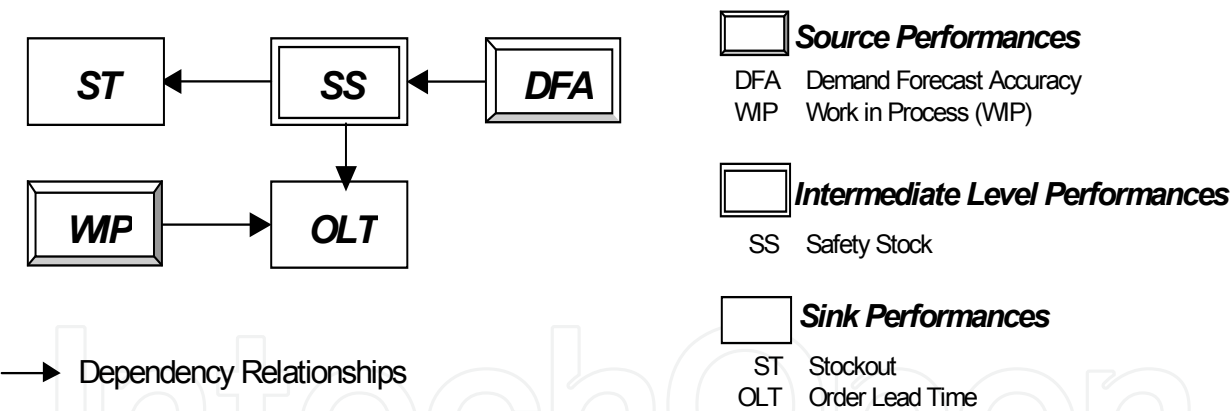 ST
SS
DFA
WIP
OLT
Dependency Relationships
Source Performances
DFA Demand Forecast Accuracy
WIP Work in Process (WIP)
Intermediate Level Performances
SS Safety Stock
Sink Performances
ST Stockout
OLT Order Lead Time
IntechOpen